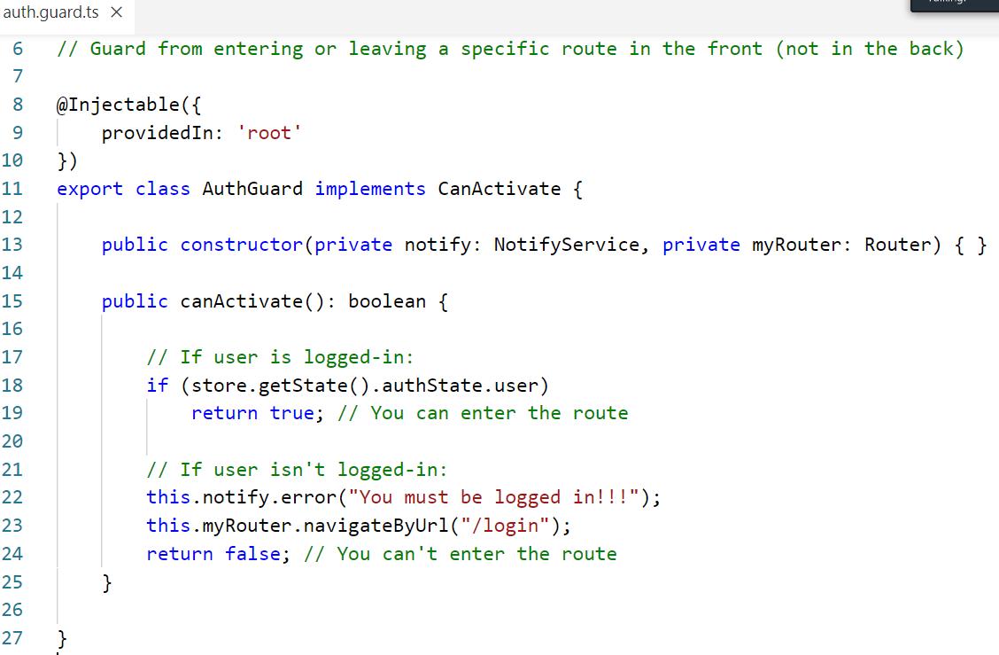 auth.guard.ts ×
6 // Guard from entering or leaving a specific route in the front (not in the back)
7
8 @Injectable({
9     providedIn: 'root'
10 })
11 export class AuthGuard implements CanActivate {
12
13     public constructor(private notify: NotifyService, private myRouter: Router) { }
14
15     public canActivate(): boolean {
16
17         // If user is logged-in:
18         if (store.getState().authState.user)
19             return true; // You can enter the route
20
21         // If user isn't logged-in:
22         this.notify.error("You must be logged in!!!");
23         this.myRouter.navigateByUrl("/login");
24         return false; // You can't enter the route
25     }
26
27 }